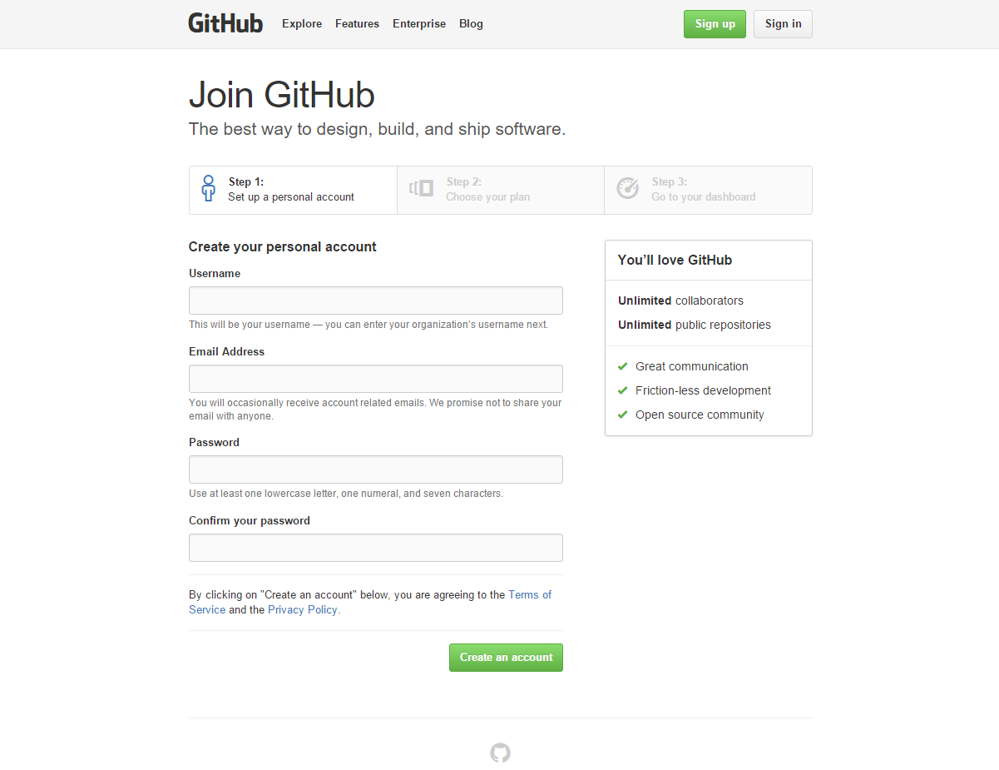 GitHub Explore Features Enterprise Blog Sign up Sign in
Join GitHub
The best way to design, build, and ship software.
Step 1:
Set up a personal account
Step 2:
Choose your plan
Step 3:
Go to your dashboard
Create your personal account
Username
This will be your username — you can enter your organization’s username next.
Email Address
You will occasionally receive account related emails. We promise not to share your
email with anyone.
Password
Use at least one lowercase letter, one numeral, and seven characters.
Confirm your password
By clicking on "Create an account" below, you are agreeing to the Terms of
Service and the Privacy Policy.
Create an account
You’ll love GitHub
Unlimited collaborators
Unlimited public repositories
Great communication
Friction-less development
Open source community